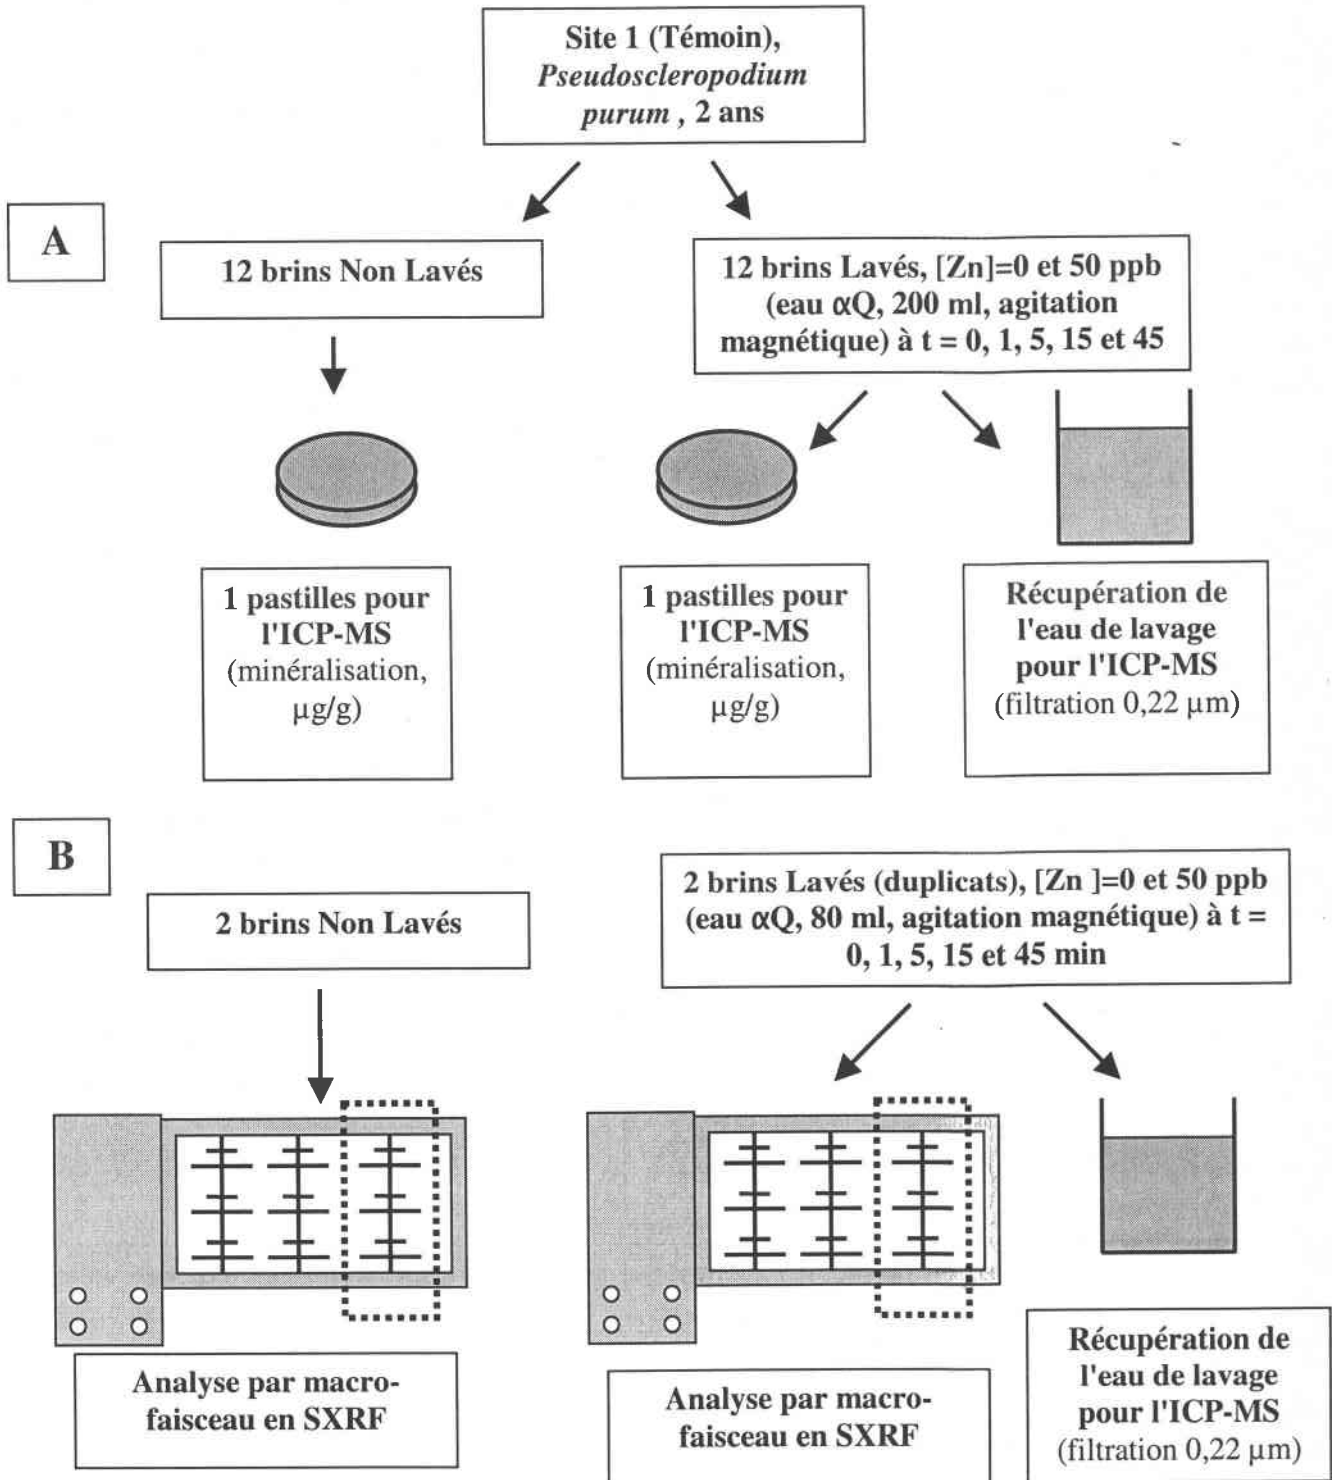 Site 1 (Témoin),
Pseudoscleropodium
purum , 2 ans
A
12 brins Non Lavés
12 brins Lavés, [Zn]=0 et 50 ppb
(eau αQ, 200 ml, agitation
magnétique) à t = 0, 1, 5, 15 et 45
1 pastilles pour
l'ICP-MS
(minéralisation,
µg/g)
1 pastilles pour
l'ICP-MS
(minéralisation,
µg/g)
Récupération de
l'eau de lavage
pour l'ICP-MS
(filtration 0,22 µm)
B
2 brins Non Lavés
2 brins Lavés (duplicats), [Zn ]=0 et 50 ppb
(eau αQ, 80 ml, agitation magnétique) à t =
0, 1, 5, 15 et 45 min
Analyse par macro-
faisceau en SXRF
Analyse par macro-
faisceau en SXRF
Récupération de
l'eau de lavage
pour l'ICP-MS
(filtration 0,22 µm)